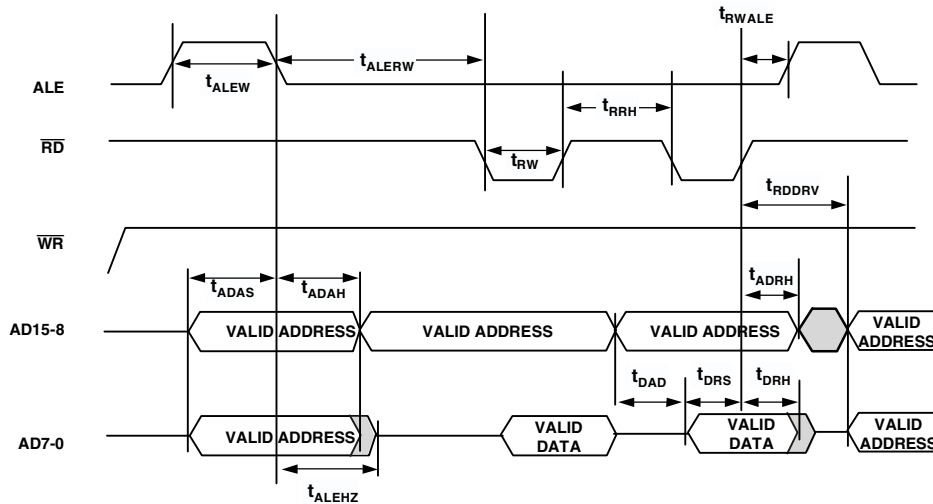 tRWALE
tALEW
tALERW
ALE
tRRH
RD
tRW
tRDDRV
WR
tADAS
tADAH
tADRH
AD15-8
VALID ADDRESS
VALID ADDRESS
VALID ADDRESS
VALID
ADDRESS
tDAD
tDRS
tDRH
AD7-0
VALID ADDRESS
VALID
DATA
VALID
DATA
VALID
ADDRESS
tALEHZ